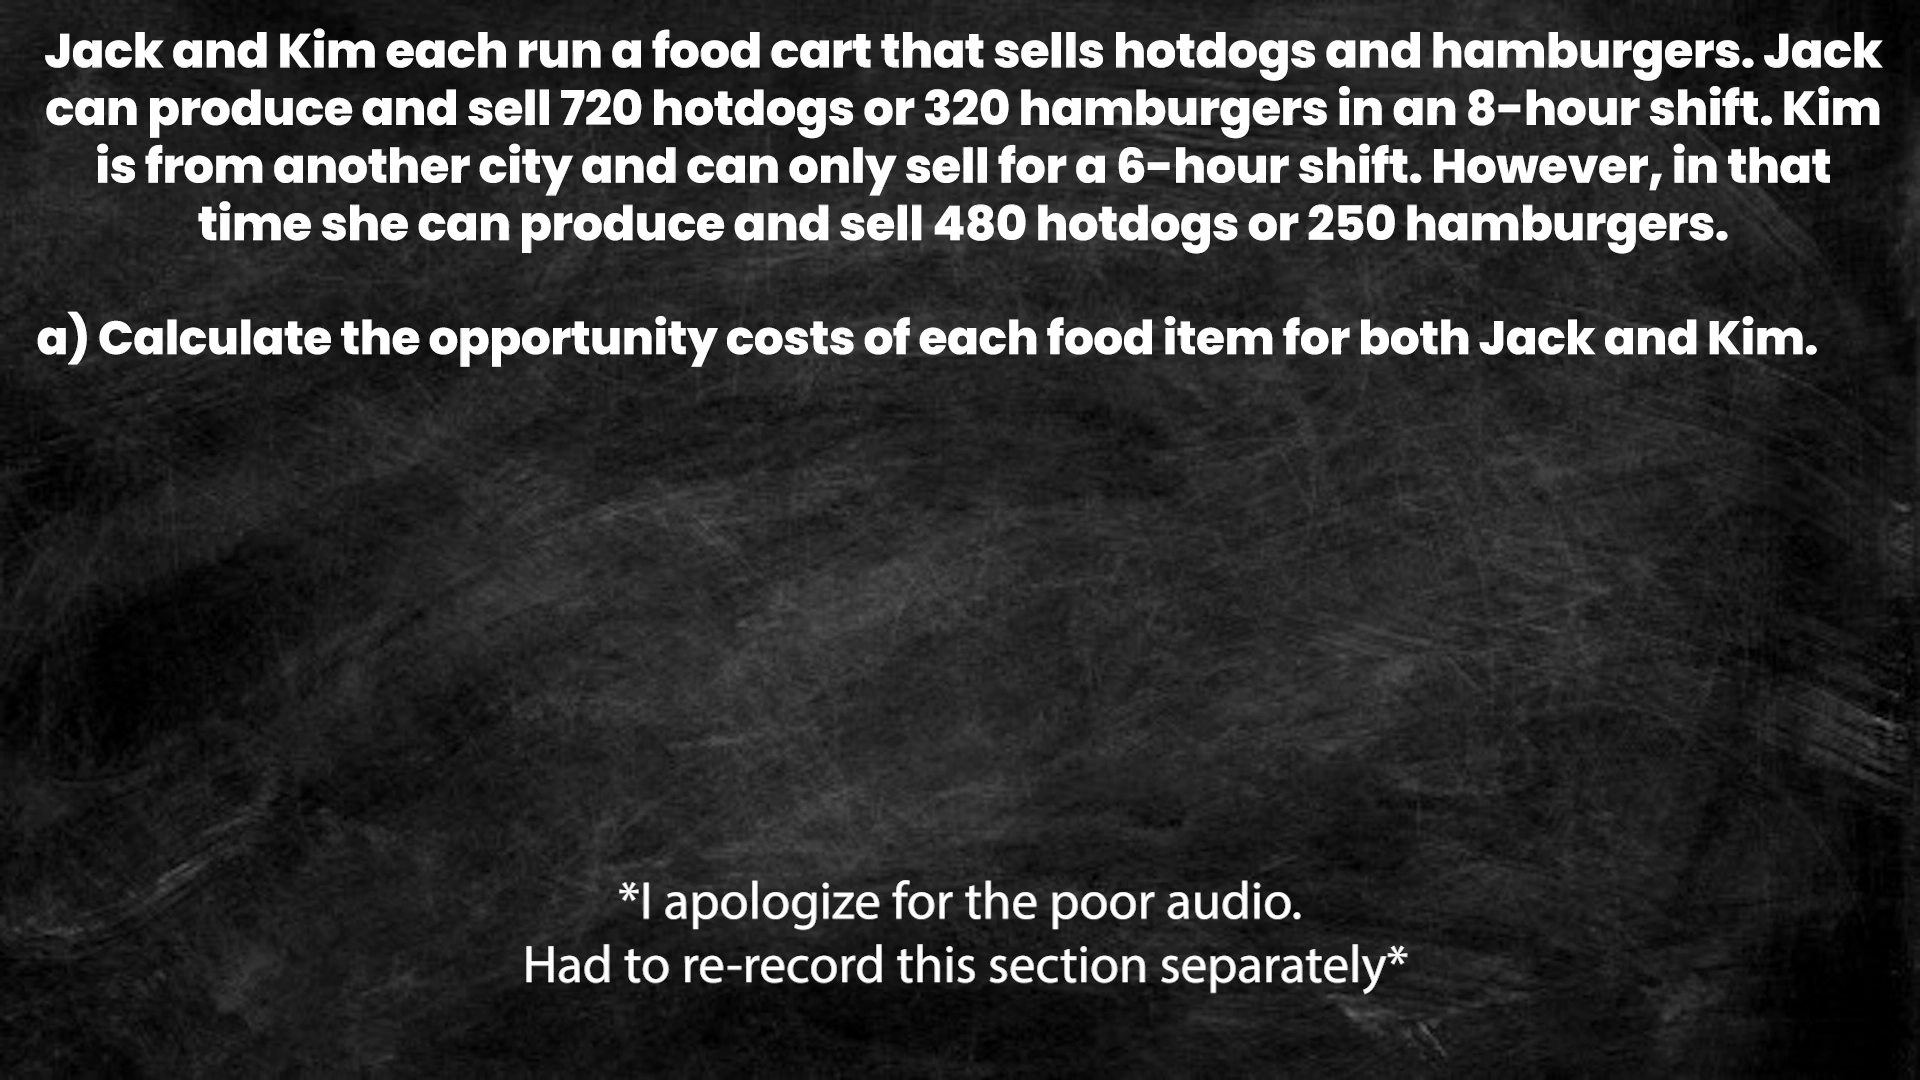 Jack and Kim each run a food cart that sells hotdogs and hamburgers. Jack
can produce and sell 720 hotdogs or 320 hamburgers in an 8-hour shift. Kim
is from another city and can only sell for a 6-hour shift. However, in that
time she can produce and sell 480 hotdogs or 250 hamburgers.
a) Calculate the opportunity costs of each food item for both Jack and Kim.
*I apologize for the poor audio.
Had to re-record this section separately*